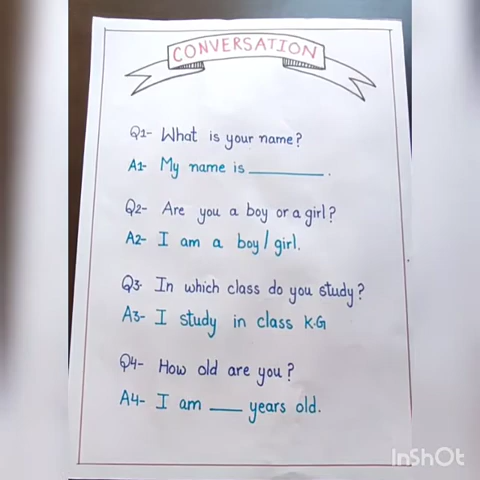 CONVERSATION
Q1- What is your name?
A1- My name is ________.
Q2- Are you a boy or a girl?
A2- I am a boy/girl.
Q3- In which class do you study?
A3- I study in class K.G
Q4- How old are you?
A4- I am ___ years old.
InShOt